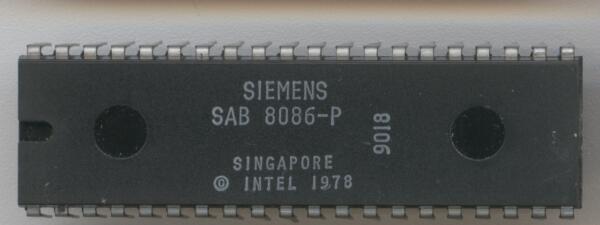 SIEMENS
SAB 8086-P
9018
SINGAPORE
© INTEL 1978